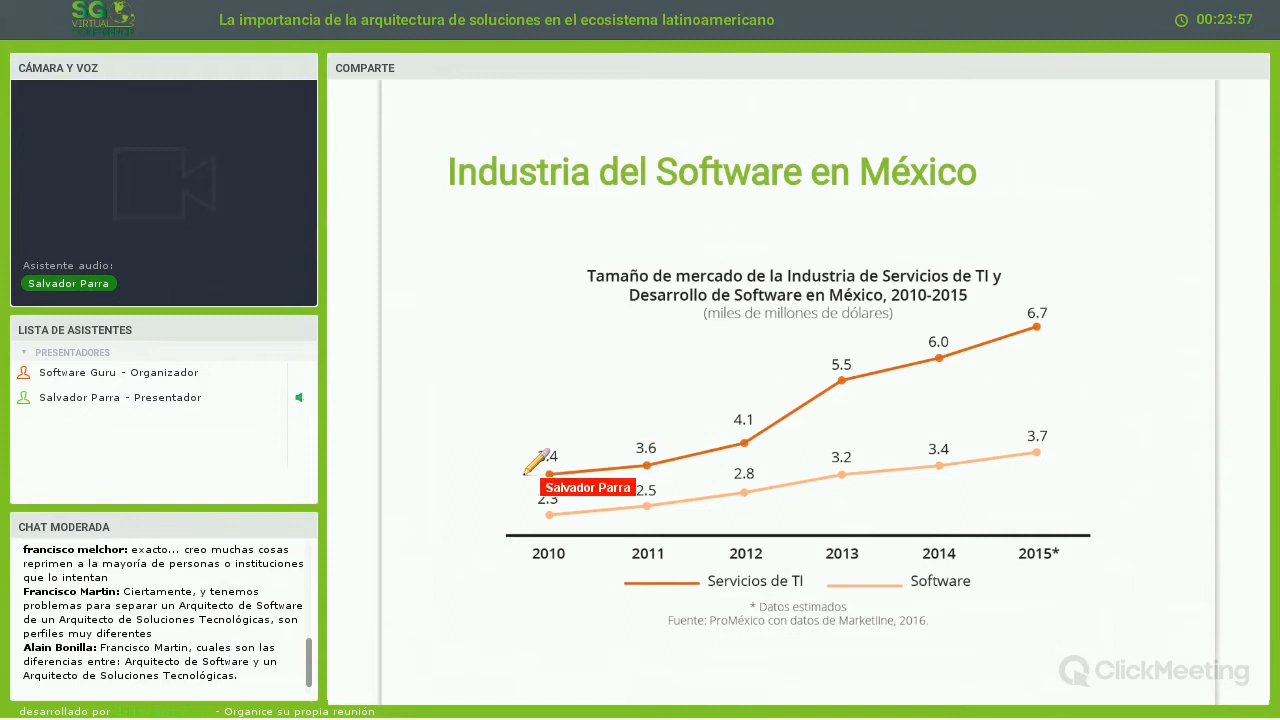 SG
VIRTUAL
La importancia de la arquitectura de soluciones en el ecosistema latinoamericano
00:23:57
CÁMARA Y VOZ
Asistente audio:
Salvador Parra
LISTA DE ASISTENTES
PRESENTADORES
Software Guru - Organizador
Salvador Parra - Presentador
CHAT MODERADA
francisco melchor: exacto... creo muchas cosas
reprimen a la mayoría de personas o instituciones
que lo intentan
Francisco Martin: Ciertamente, y tenemos
problemas para separar un Arquitecto de Software
de un Arquitecto de Soluciones Tecnológicas, son
perfiles muy diferentes
Alain Bonilla: Francisco Martin, cuales son las
diferencias entre: Arquitecto de Software y un
Arquitecto de Soluciones Tecnológicas.
desarrollado por
- Organice su propia reunión
COMPARTE
Industria del Software en México
Tamaño de mercado de la Industria de Servicios de TI y
Desarrollo de Software en México, 2010-2015
(miles de millones de dólares)
6.7
6.0
5.5
4.1
3.6
.4
3.7
3.4
3.2
2.8
2.5
2.3
Salvador Parra
2010 2011 2012 2013 2014 2015*
Servicios de TI Software
* Datos estimados
Fuente: ProMéxico con datos de Marketline, 2016.
ClickMeeting